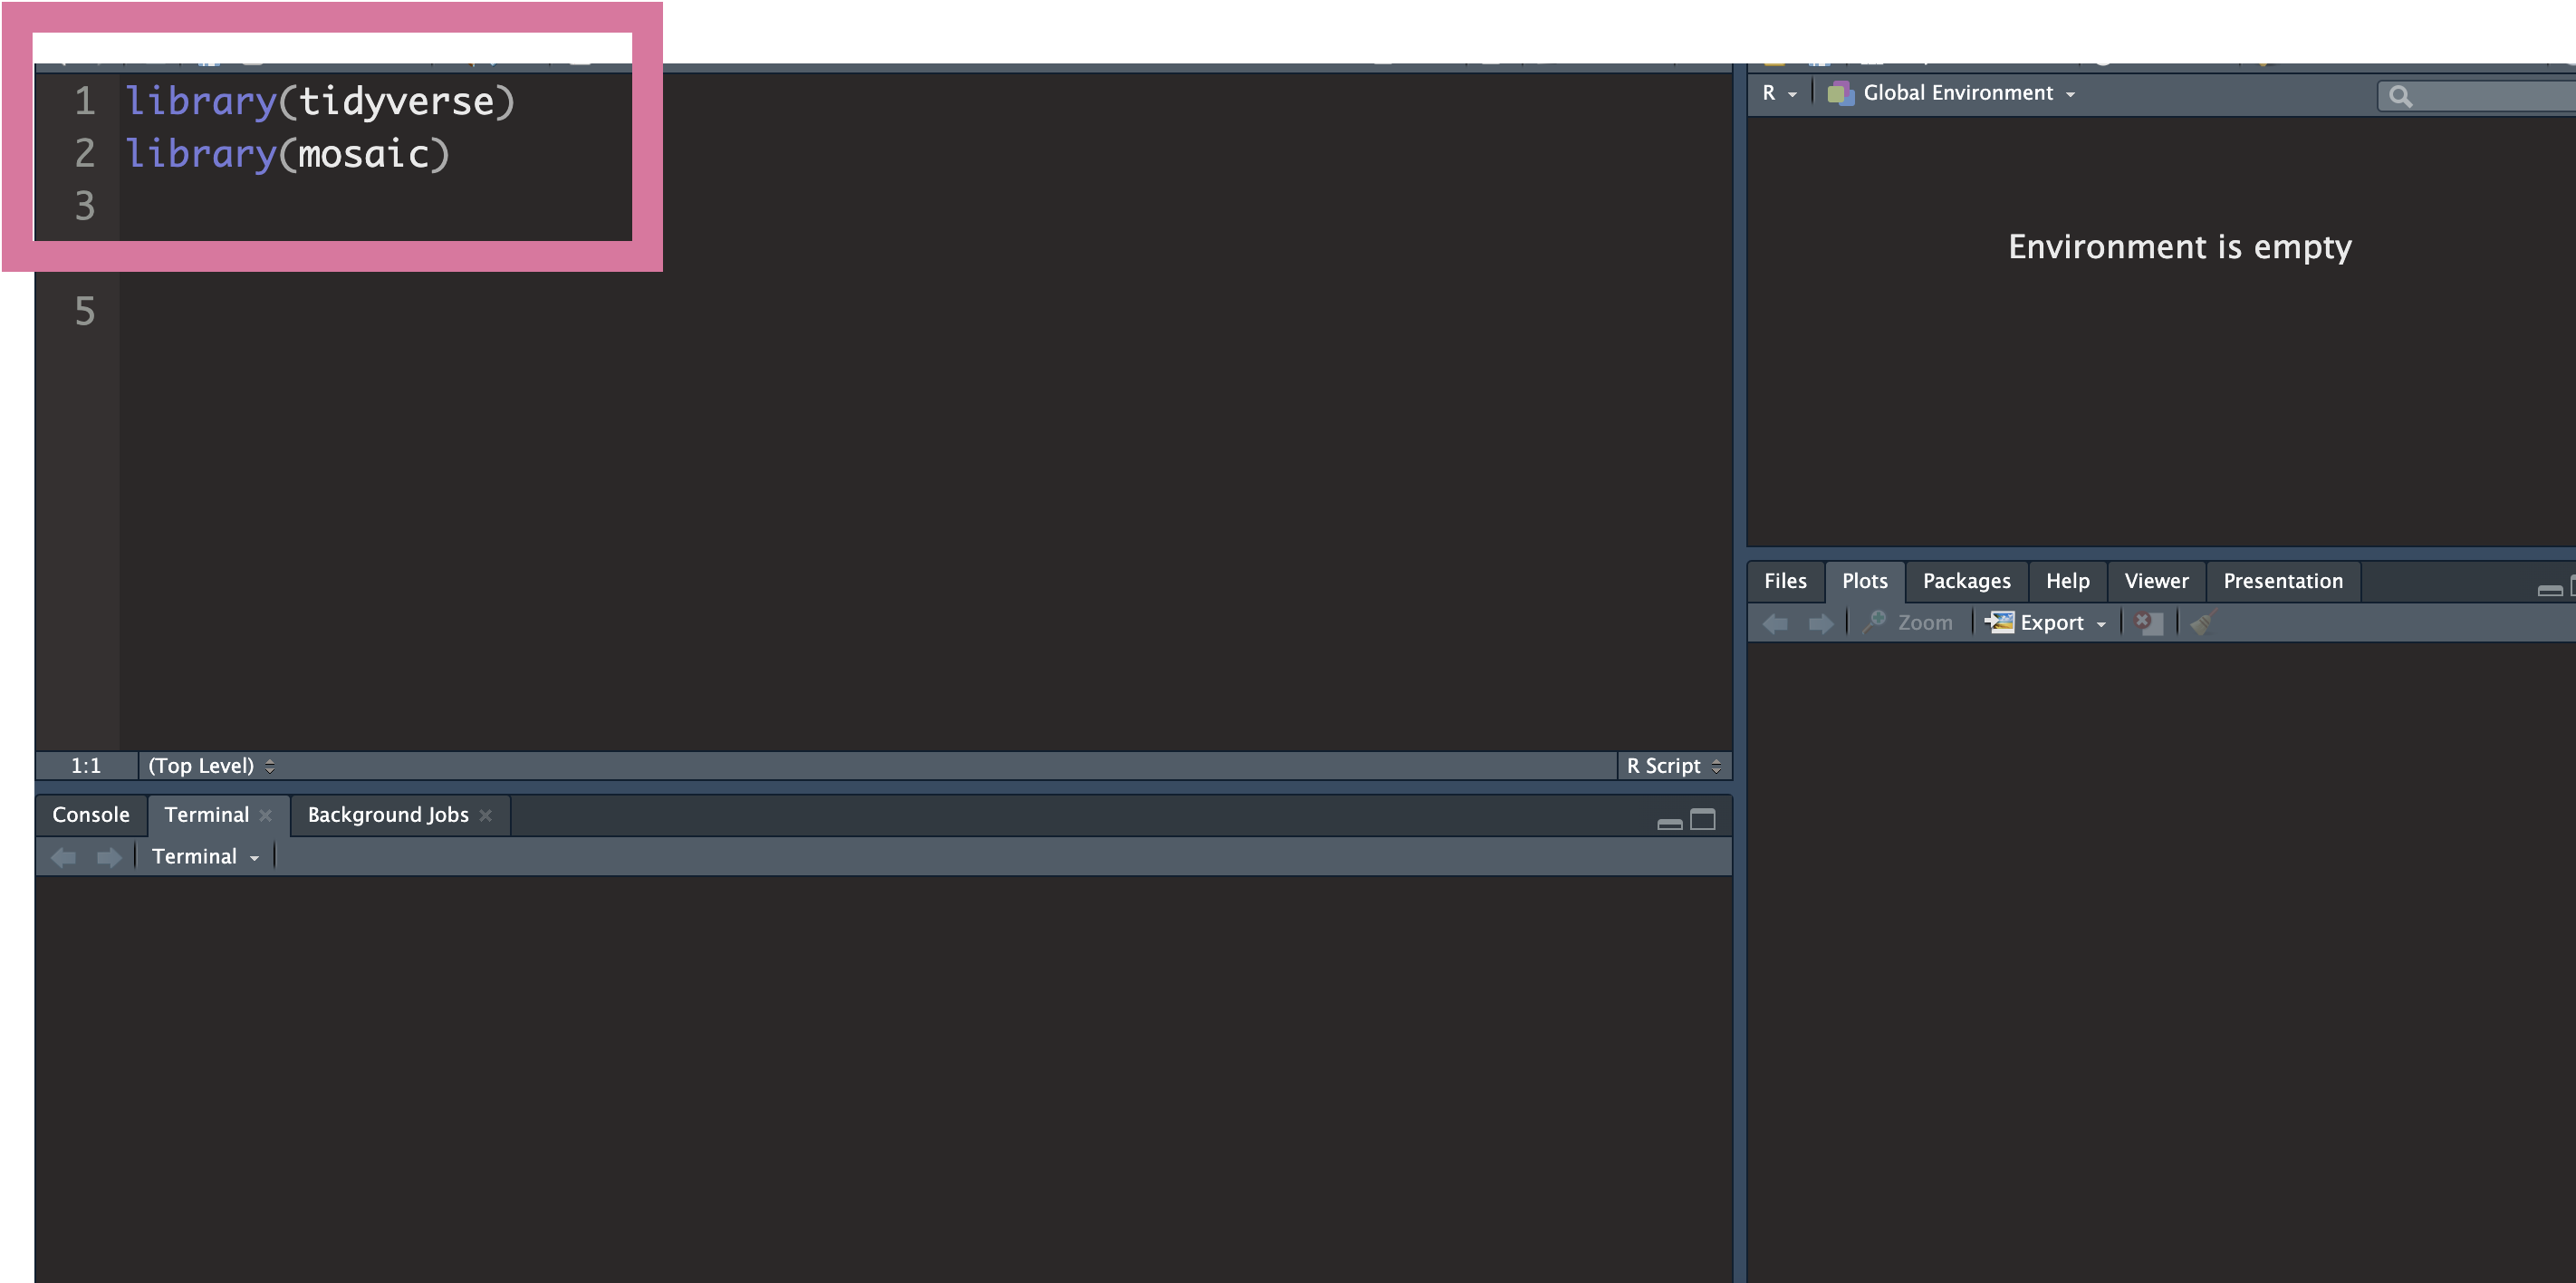 1 library(tidyverse)
2 library(mosaic)
3
5
1:1 (Top Level) R Script
Console Terminal Background Jobs
Terminal
R Global Environment
Environment is empty
Files Plots Packages Help Viewer Presentation
Zoom Export